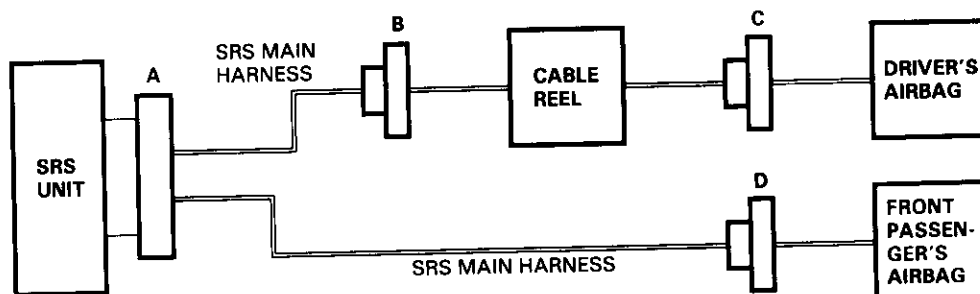 SRS
UNIT
A
SRS MAIN
HARNESS
B
CABLE
REEL
C
DRIVER'S
AIRBAG
SRS MAIN HARNESS
D
FRONT
PASSEN-
GER'S
AIRBAG